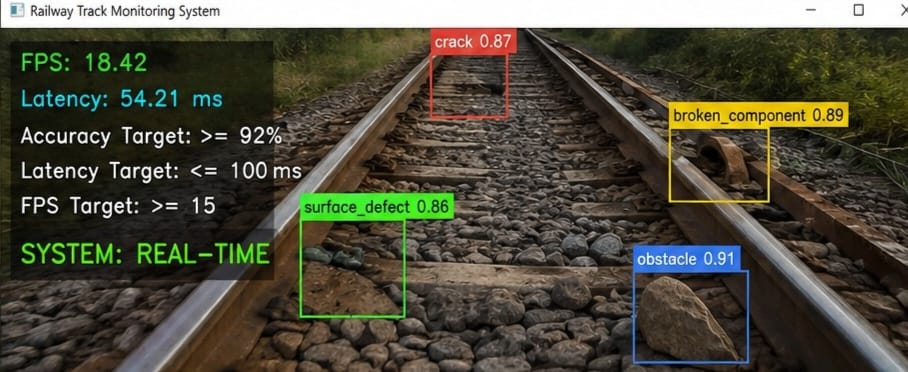 Railway Track Monitoring System
FPS: 18.42
Latency: 54.21 ms
Accuracy Target: >= 92%
Latency Target: <= 100 ms
FPS Target: >= 15
SYSTEM: REAL-TIME
crack 0.87
broken_component 0.89
surface_defect 0.86
obstacle 0.91